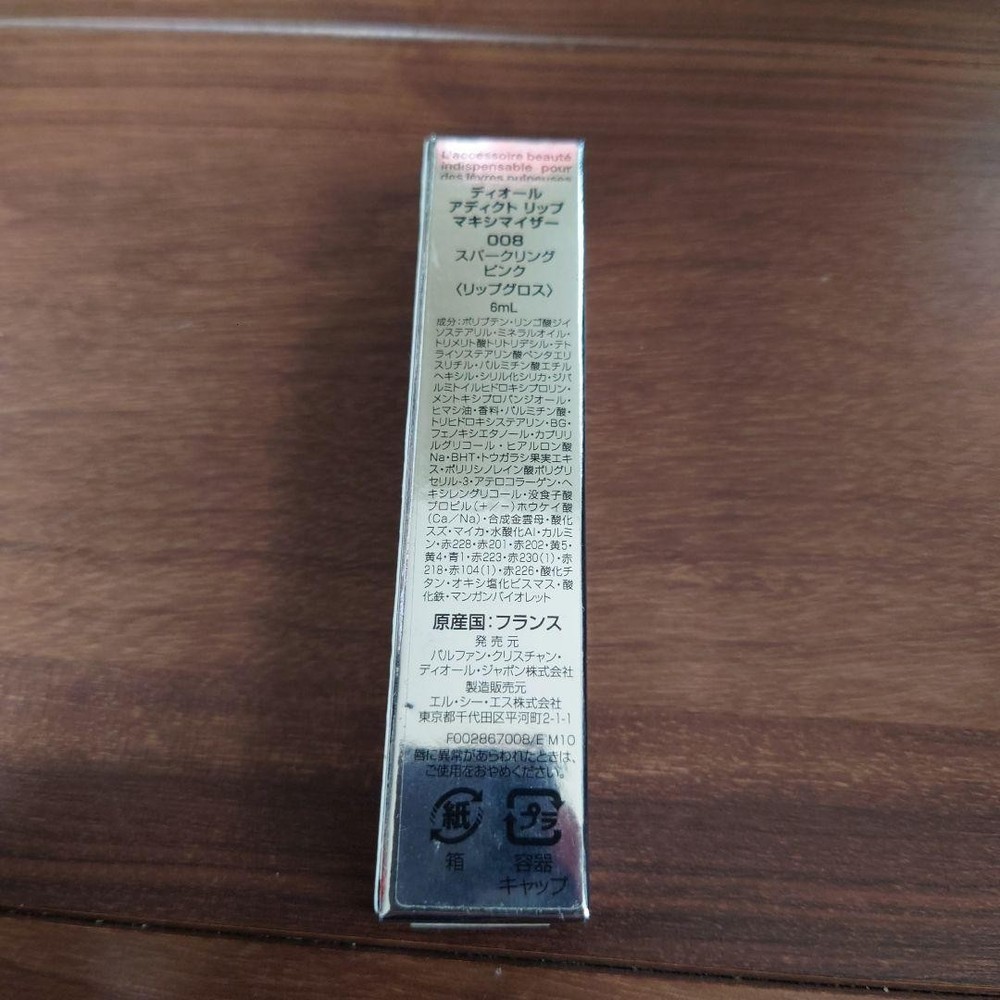 L'accessoire beauté
indispensable pour
des lèvres pulpeuses
ディオール
アディクト リップ
マキシマイザー
008
スパークリング
ピンク
〈リップグロス〉
6mL
成分：ポリブテン・リンゴ酸ジイ
ソステアリル・ミネラルオイル・
トリメリト酸トリトリデシル・テト
ライソステアリン酸ペンタエリ
スリチル・パルミチン酸エチル
ヘキシル・シリル化シリカ・ジパ
ルミトイルヒドロキシプロリン・
メントキシプロパンジオール・
ヒマシ油・香料・パルミチン酸・
トリヒドロキシステアリン・BG・
フェノキシエタノール・カプリリ
ルグリコール・ヒアルロン酸
Na・BHT・トウガラシ果実エキ
ス・ポリリシノレイン酸ポリグリ
セリル-3・アテロコラーゲン・ヘ
キシレングリコール・没食子酸
プロピル(＋/－)ホウケイ酸
(Ca/Na)・合成金雲母・酸化
スズ・マイカ・水酸化Al・カルミ
ン・赤228・赤201・赤202・黄5・
黄4・青1・赤223・赤230(1)・赤
218・赤104(1)・赤226・酸化チ
タン・オキシ塩化ビスマス・酸
化鉄・マンガンバイオレット
原産国：フランス
発売元
パルファン・クリスチャン・
ディオール・ジャポン株式会社
製造販売元
エル・シー・エス株式会社
東京都千代田区平河町2-1-1
F002867008/E M10
唇に異常があらわれたときは、
ご使用をおやめください。
紙 プラ
箱 容器
キャップ